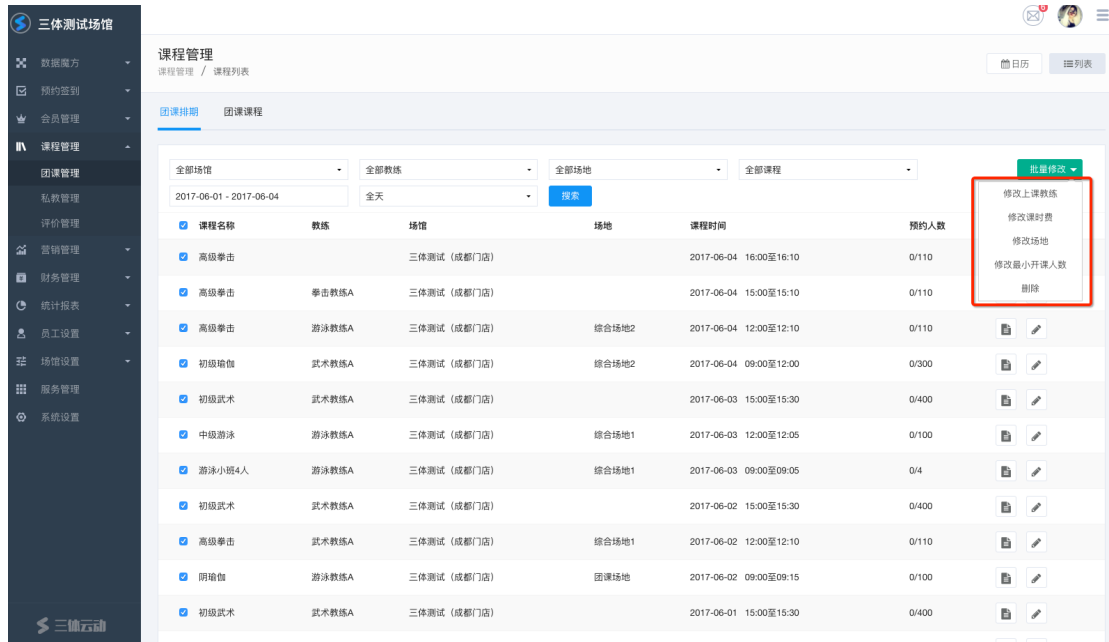 三体测试场馆
6
数据魔方
预约签到
会员管理
课程管理
团课管理
私教管理
评价管理
营销管理
财务管理
统计报表
员工设置
场馆设置
服务管理
系统设置
三体云动
课程管理
课程管理 / 课程列表
日历 列表
团课排期 团课课程
全部场馆 全部教练 全部场地 全部课程 批量修改
2017-06-01 - 2017-06-04 全天 搜索
修改上课教练
修改课时费
修改场地
修改最小开课人数
删除
课程名称 教练 场馆 场地 课程时间 预约人数
高级拳击 三体测试（成都门店） 2017-06-04 16:00至16:10 0/110
高级拳击 拳击教练A 三体测试（成都门店） 2017-06-04 15:00至15:10 0/110
高级拳击 游泳教练A 三体测试（成都门店） 综合场地2 2017-06-04 12:00至12:10 0/110
初级瑜伽 武术教练A 三体测试（成都门店） 综合场地2 2017-06-04 09:00至12:00 0/300
初级武术 武术教练A 三体测试（成都门店） 2017-06-03 15:00至15:30 0/400
中级游泳 游泳教练A 三体测试（成都门店） 综合场地1 2017-06-03 12:00至12:05 0/100
游泳小班4人 游泳教练A 三体测试（成都门店） 综合场地1 2017-06-03 09:00至09:05 0/4
初级武术 武术教练A 三体测试（成都门店） 2017-06-02 15:00至15:30 0/400
高级拳击 武术教练A 三体测试（成都门店） 综合场地1 2017-06-02 12:00至12:10 0/110
阴瑜伽 游泳教练A 三体测试（成都门店） 团课场地 2017-06-02 09:00至09:15 0/100
初级武术 武术教练A 三体测试（成都门店） 2017-06-01 15:00至15:30 0/400